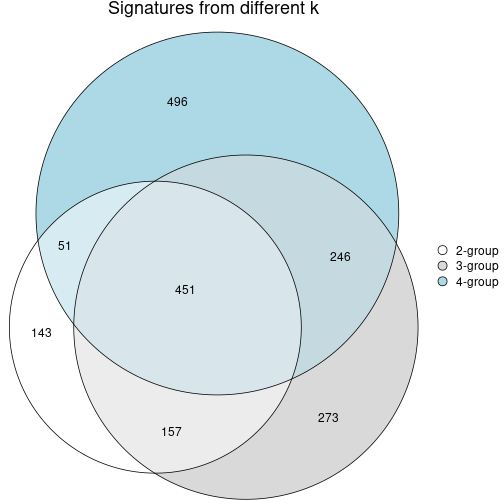 Signatures from different k
496
51
246
451
143
157
273
2-group
3-group
4-group